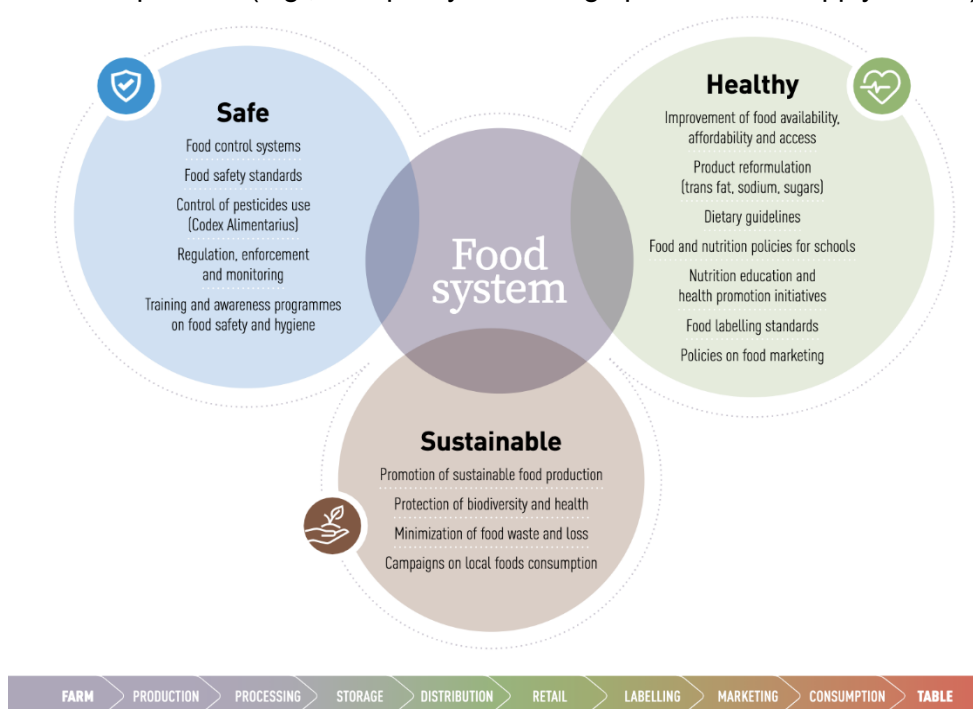 Safe
Food control systems
Food safety standards
Control of pesticides use
(Codex Alimentarius)
Regulation, enforcement
and monitoring
Training and awareness programmes
on food safety and hygiene
Healthy
Improvement of food availability,
affordability and access
Product reformulation
(trans fat, sodium, sugars)
Dietary guidelines
Food and nutrition policies for schools
Nutrition education and
health promotion initiatives
Food labelling standards
Policies on food marketing
Food
system
Sustainable
Promotion of sustainable food production
Protection of biodiversity and health
Minimization of food waste and loss
Campaigns on local foods consumption
FARM PRODUCTION PROCESSING STORAGE DISTRIBUTION RETAIL LABELLING MARKETING CONSUMPTION TABLE